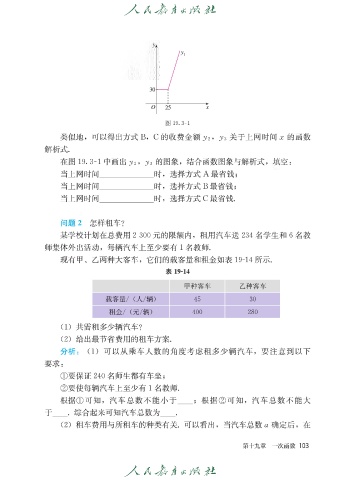 人民教育出版社
y
y₁
30
O
25
x
图 19.3-1
类似地，可以得出方式 B，C 的收费金额 y₂，y₃ 关于上网时间 x 的函数
解析式.
在图 19.3-1 中画出 y₂，y₃ 的图象，结合函数图象与解析式，填空：
当上网时间____________时，选择方式 A 最省钱；
当上网时间____________时，选择方式 B 最省钱；
当上网时间____________时，选择方式 C 最省钱.
问题 2 怎样租车？
某学校计划在总费用 2 300 元的限额内，租用汽车送 234 名学生和 6 名教
师集体外出活动，每辆汽车上至少要有 1 名教师.
现有甲、乙两种大客车，它们的载客量和租金如表 19-14 所示.
表 19-14
甲种客车 乙种客车
载客量/（人/辆） 45 30
租金/（元/辆） 400 280
（1）共需租多少辆汽车？
（2）给出最节省费用的租车方案.
分析：（1）可以从乘车人数的角度考虑租多少辆汽车，要注意到以下
要求：
①要保证 240 名师生都有车坐；
②要使每辆汽车上至少有 1 名教师.
根据①可知，汽车总数不能小于____；根据②可知，汽车总数不能大
于____. 综合起来可知汽车总数为____.
（2）租车费用与所租车的种类有关. 可以看出，当汽车总数 a 确定后，在
第十九章 一次函数 103
人民教育出版社